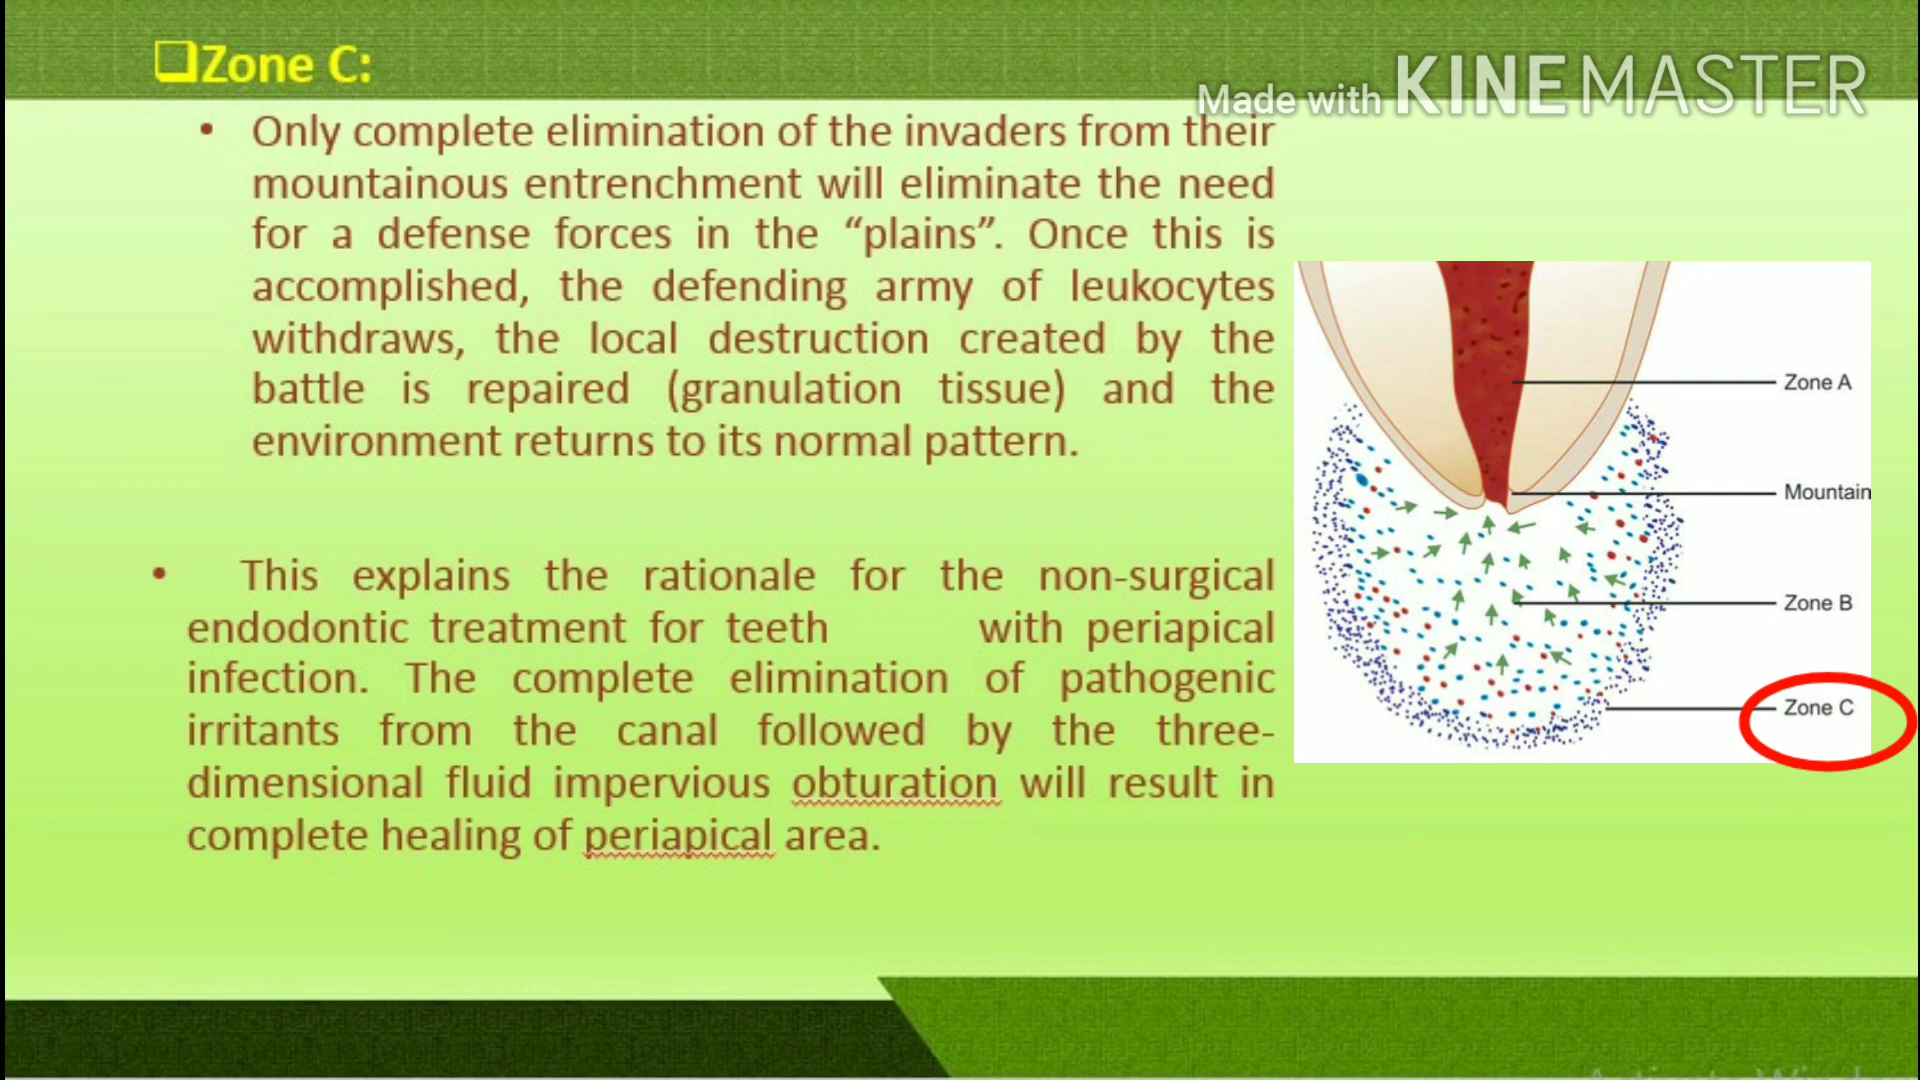 ❑Zone C:
Made with KINEMASTER
• Only complete elimination of the invaders from their
mountainous entrenchment will eliminate the need
for a defense forces in the “plains”. Once this is
accomplished, the defending army of leukocytes
withdraws, the local destruction created by the
battle is repaired (granulation tissue) and the
environment returns to its normal pattern.
• This explains the rationale for the non-surgical
endodontic treatment for teeth with periapical
infection. The complete elimination of pathogenic
irritants from the canal followed by the three-
dimensional fluid impervious obturation will result in
complete healing of periapical area.
Zone A
Mountain
Zone B
Zone C